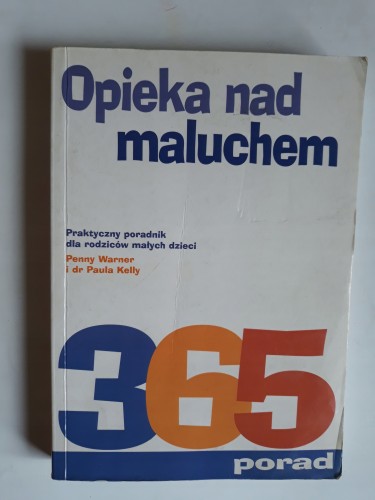 Opieka nad
maluchem
Praktyczny poradnik
dla rodziców małych dzieci
Penny Warner
i dr Paula Kelly
365
porad